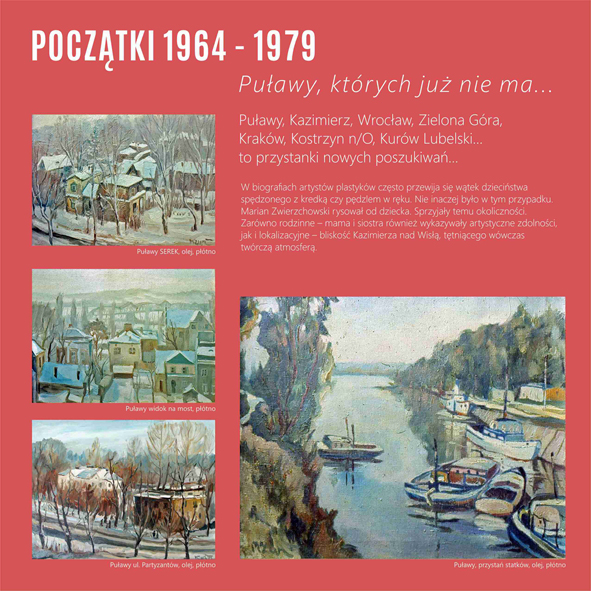 POCZĄTKI 1964 - 1979
Puławy, których już nie ma...
Puławy, Kazimierz, Wrocław, Zielona Góra,
Kraków, Kostrzyn n/O, Kurów Lubelski...
to przystanki nowych poszukiwań...
W biografiach artystów plastyków często przewija się wątek dzieciństwa
spędzonego z kredką czy pędzlem w ręku. Nie inaczej było w tym przypadku.
Marian Zwierzchowski rysował od dziecka. Sprzyjały temu okoliczności.
Zarówno rodzinne – mama i siostra również wykazywały artystyczne zdolności,
jak i lokalizacyjne – bliskość Kazimierza nad Wisłą, tętniącego wówczas
twórczą atmosferą.
Puławy SEREK, olej, płótno
Puławy widok na most, płótno
Puławy ul. Partyzantów, olej, płótno
Puławy, przystań statków, olej, płótno